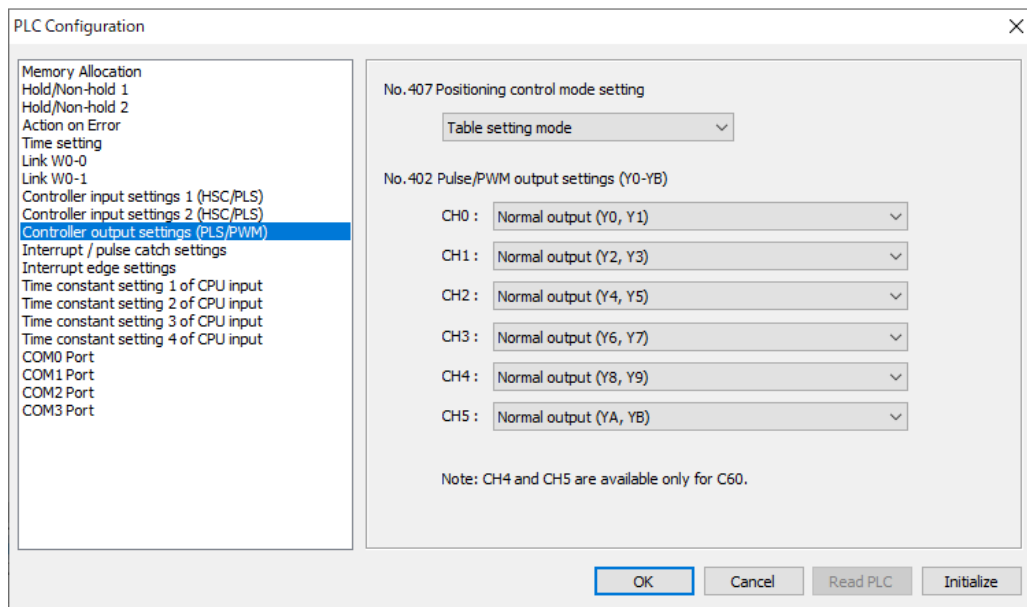 PLC Configuration
Memory Allocation
Hold/Non-hold 1
Hold/Non-hold 2
Action on Error
Time setting
Link W0-0
Link W0-1
Controller input settings 1 (HSC/PLS)
Controller input settings 2 (HSC/PLS)
Controller output settings (PLS/PWM)
Interrupt / pulse catch settings
Interrupt edge settings
Time constant setting 1 of CPU input
Time constant setting 2 of CPU input
Time constant setting 3 of CPU input
Time constant setting 4 of CPU input
COM0 Port
COM1 Port
COM2 Port
COM3 Port
No.407 Positioning control mode setting
Table setting mode
No.402 Pulse/PWM output settings (Y0-YB)
CH0 : Normal output (Y0, Y1)
CH1 : Normal output (Y2, Y3)
CH2 : Normal output (Y4, Y5)
CH3 : Normal output (Y6, Y7)
CH4 : Normal output (Y8, Y9)
CH5 : Normal output (YA, YB)
Note: CH4 and CH5 are available only for C60.
OK Cancel Read PLC Initialize